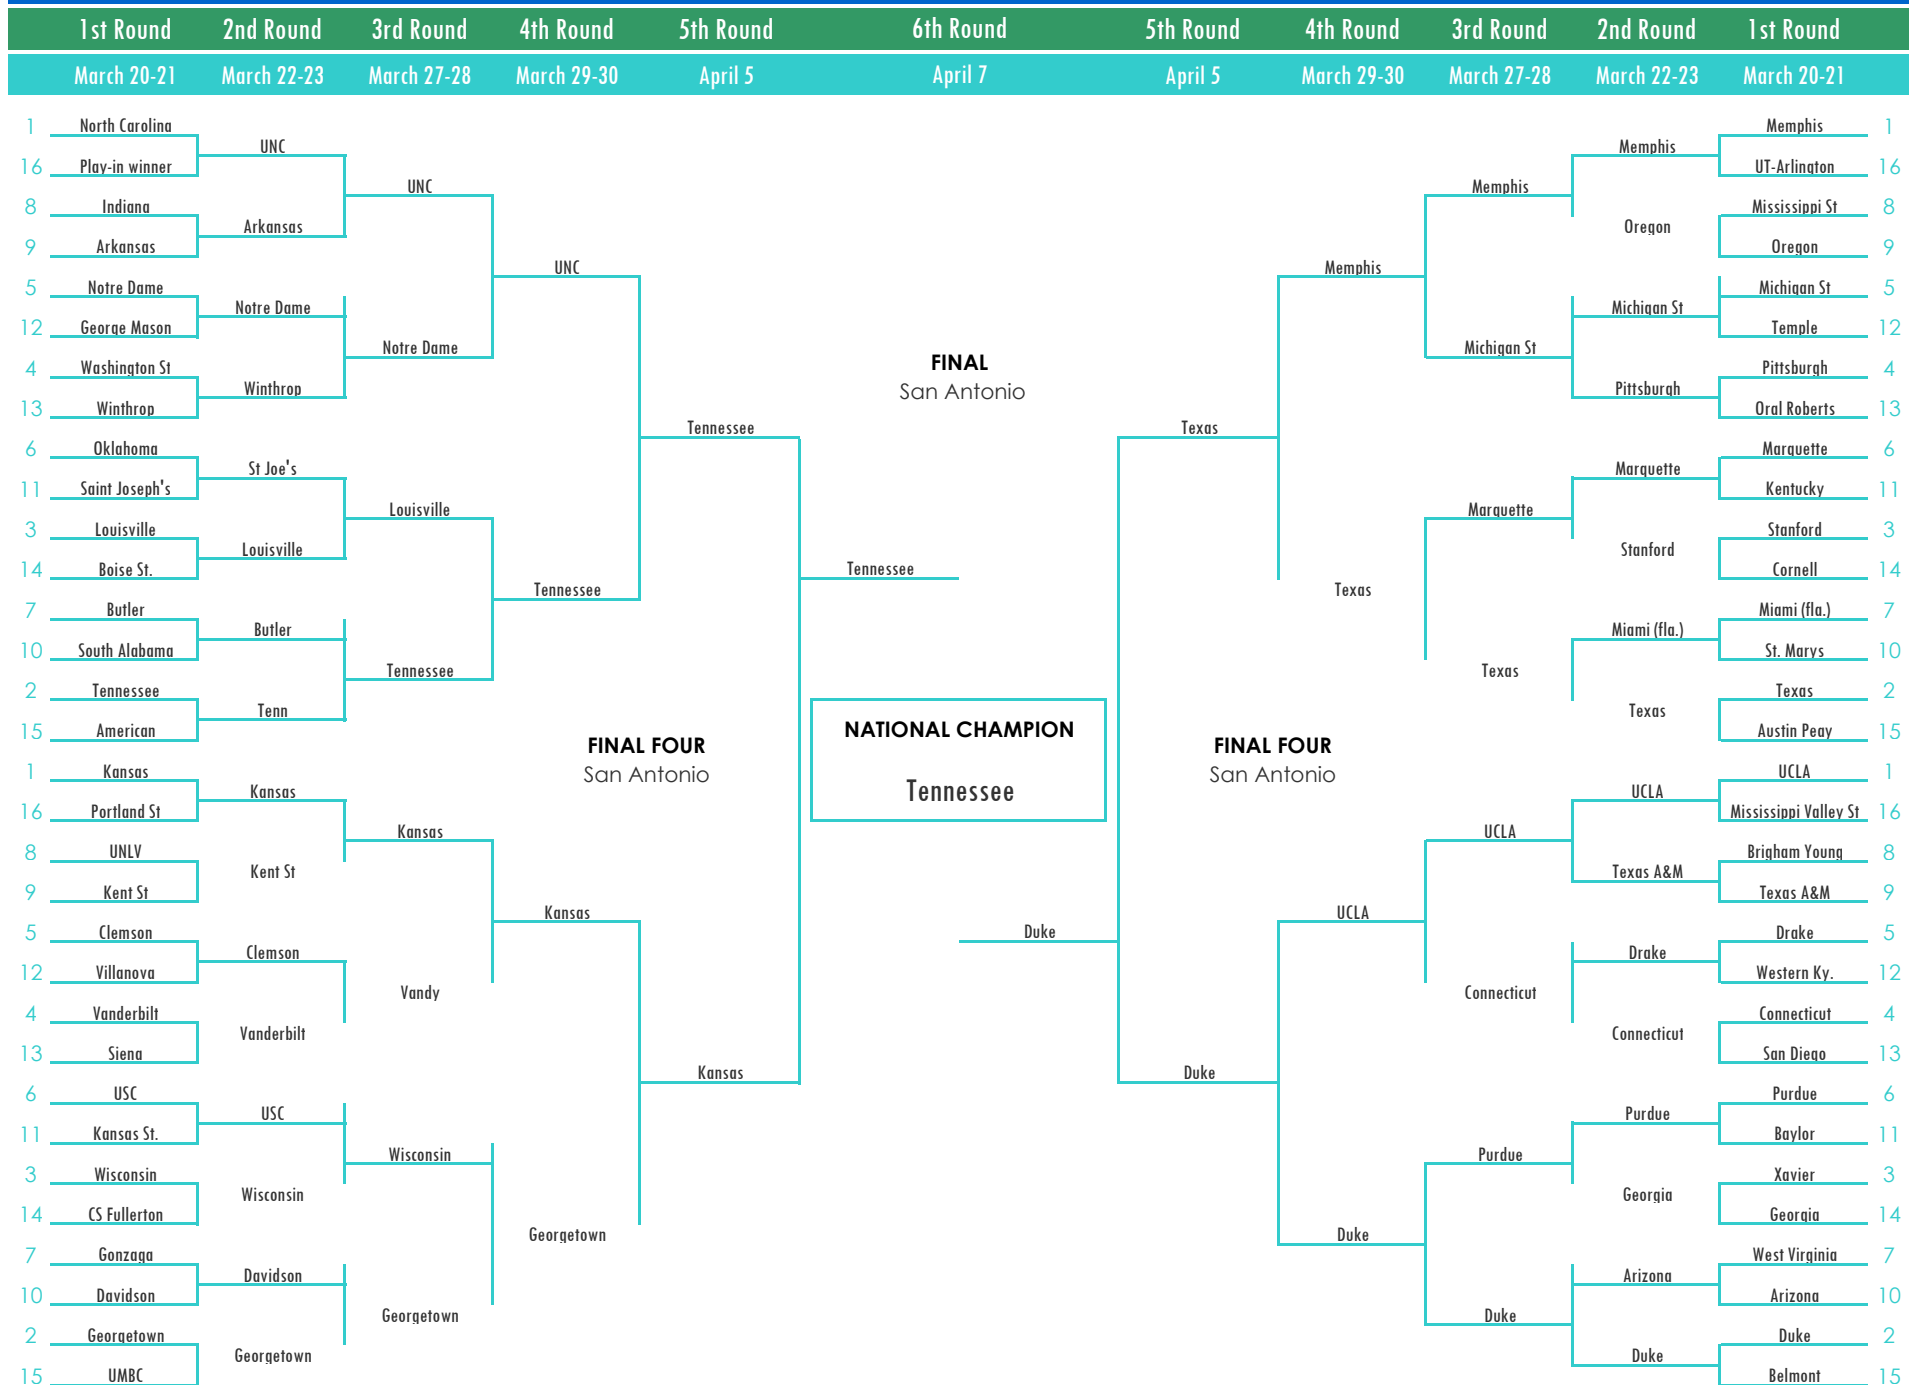 1st Round 2nd Round 3rd Round 4th Round 5th Round 6th Round 5th Round 4th Round 3rd Round 2nd Round 1st Round
March 20-21 March 22-23 March 27-28 March 29-30 April 5 April 7 April 5 March 29-30 March 27-28 March 22-23 March 20-21
1 North Carolina Memphis 1
UNC Memphis
16 Play-in winner UT-Arlington 16
UNC Memphis
8 Indiana Mississippi St 8
Arkansas Oregon
9 Arkansas Oregon 9
UNC Memphis
5 Notre Dame Michigan St 5
Notre Dame Michigan St
12 George Mason Temple 12
Notre Dame Michigan St
FINAL
4 Washington St Pittsburgh 4
Winthrop San Antonio Pittsburgh
13 Winthrop Oral Roberts 13
Tennessee Texas
6 Oklahoma Marquette 6
St Joe's Marquette
11 Saint Joseph's Kentucky 11
Louisville Marquette
3 Louisville Stanford 3
Louisville Stanford
14 Boise St. Tennessee Cornell 14
Tennessee Texas
7 Butler Miami (fla.) 7
Butler Miami (fla.)
10 South Alabama St. Marys 10
Tennessee Texas
2 Tennessee Texas 2
Tenn Texas
15 American NATIONAL CHAMPION Austin Peay 15
FINAL FOUR FINAL FOUR
1 Kansas San Antonio San Antonio UCLA 1
Kansas Tennessee UCLA
16 Portland St Mississippi Valley St 16
Kansas UCLA
8 UNLV Brigham Young 8
Kent St Texas A&M
9 Kent St Texas A&M 9
Kansas UCLA
5 Clemson Duke Drake 5
Clemson Drake
12 Villanova Western Ky. 12
Vandy Connecticut
4 Vanderbilt Connecticut 4
Vanderbilt Connecticut
13 Siena San Diego 13
Kansas Duke
6 USC Purdue 6
USC Purdue
11 Kansas St. Baylor 11
Wisconsin Purdue
3 Wisconsin Xavier 3
Wisconsin Georgia
14 CS Fullerton Georgia 14
Georgetown Duke
7 Gonzaga West Virginia 7
Davidson Arizona
10 Davidson Arizona 10
Georgetown Duke
2 Georgetown Duke 2
Georgetown Duke
15 UMBC Belmont 15